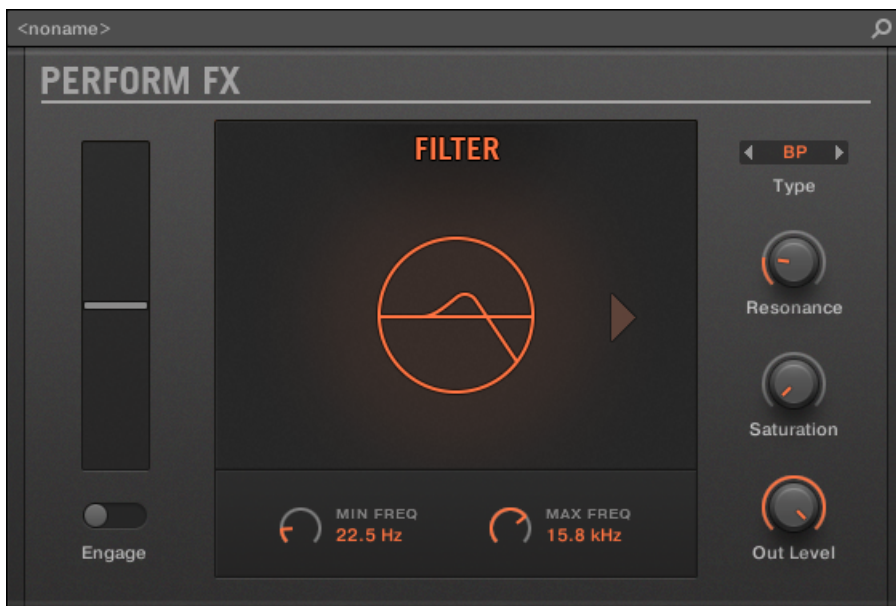 <noname>
PERFORM FX
FILTER
BP
Type
Resonance
Saturation
MIN FREQ
22.5 Hz
MAX FREQ
15.8 kHz
Engage
Out Level